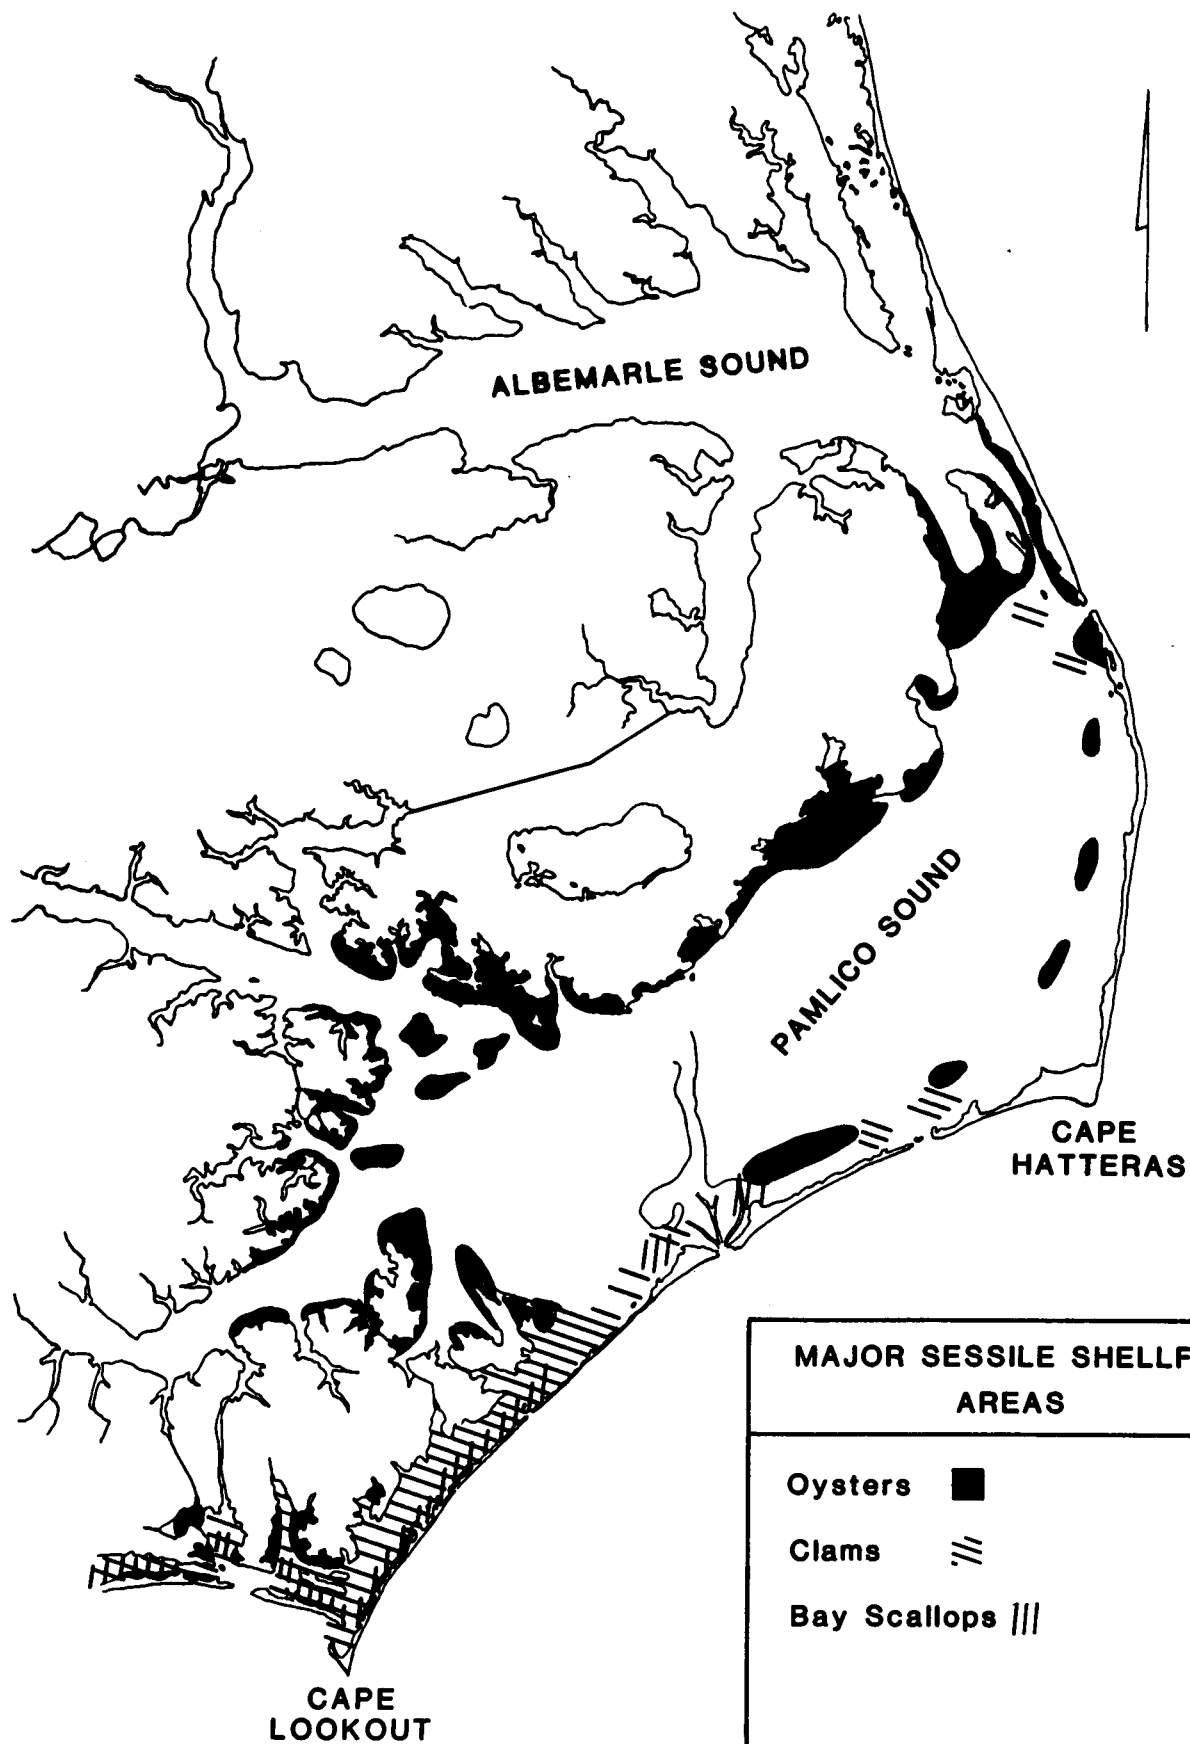 ALBEMARLE SOUND
PAMLICO SOUND
CAPE
HATTERAS
MAJOR SESSILE SHELLF
AREAS
Oysters
Clams
Bay Scallops
CAPE
LOOKOUT